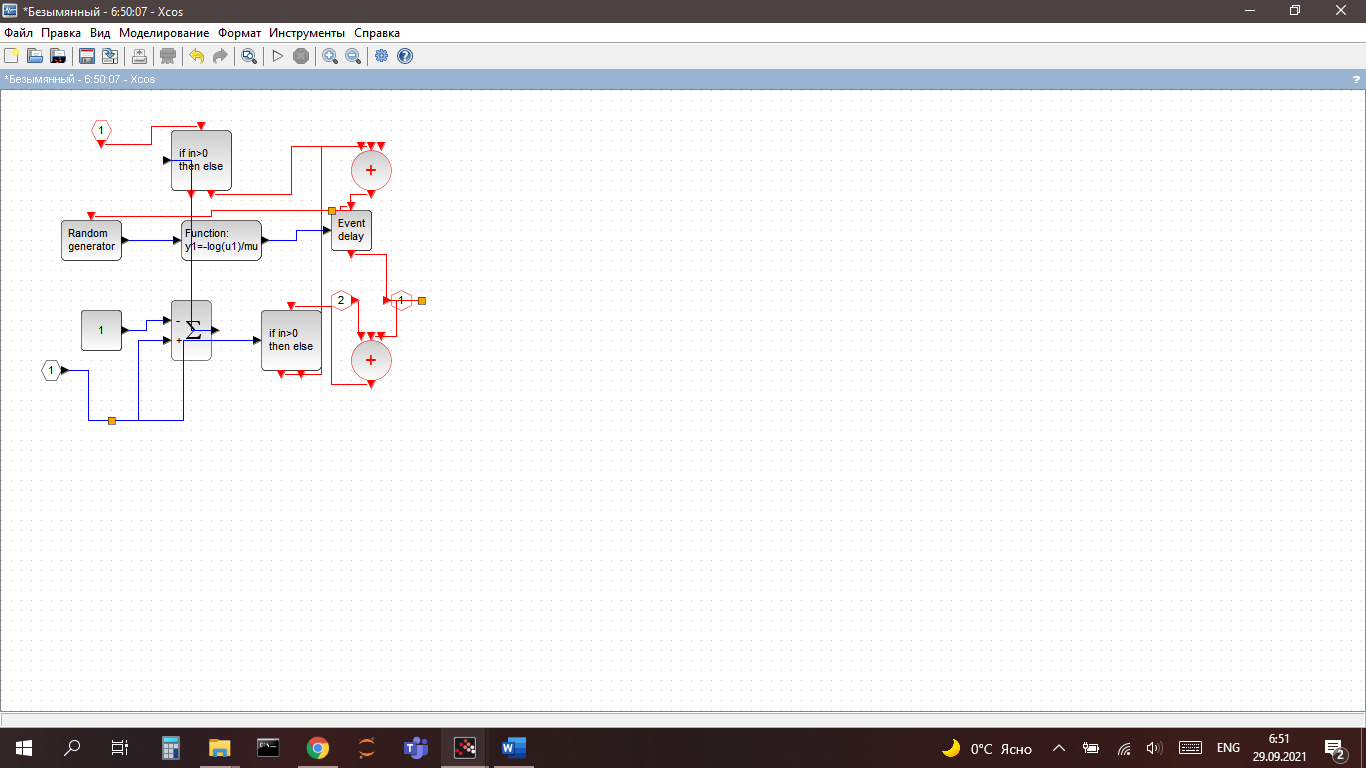 *Безымянный - 6:50:07 - Xcos
Файл Правка Вид Моделирование Формат Инструменты Справка
*Безымянный - 6:50:07 - Xcos
?
1
if in>0
then else
+
Random
generator
Function:
y1=-log(u1)/mu
Event
delay
2
1
1
-
+
Σ
if in>0
then else
+
1
0°C Ясно
ENG
6:51
29.09.2021
2